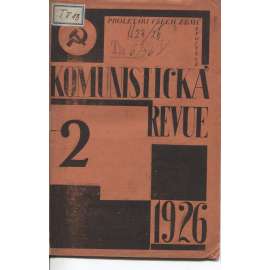 PROLETÁŘI VŠECH ZEMÍ
SPOJTE SE
KOMUNISTICKÁ
REVUE
2
1926